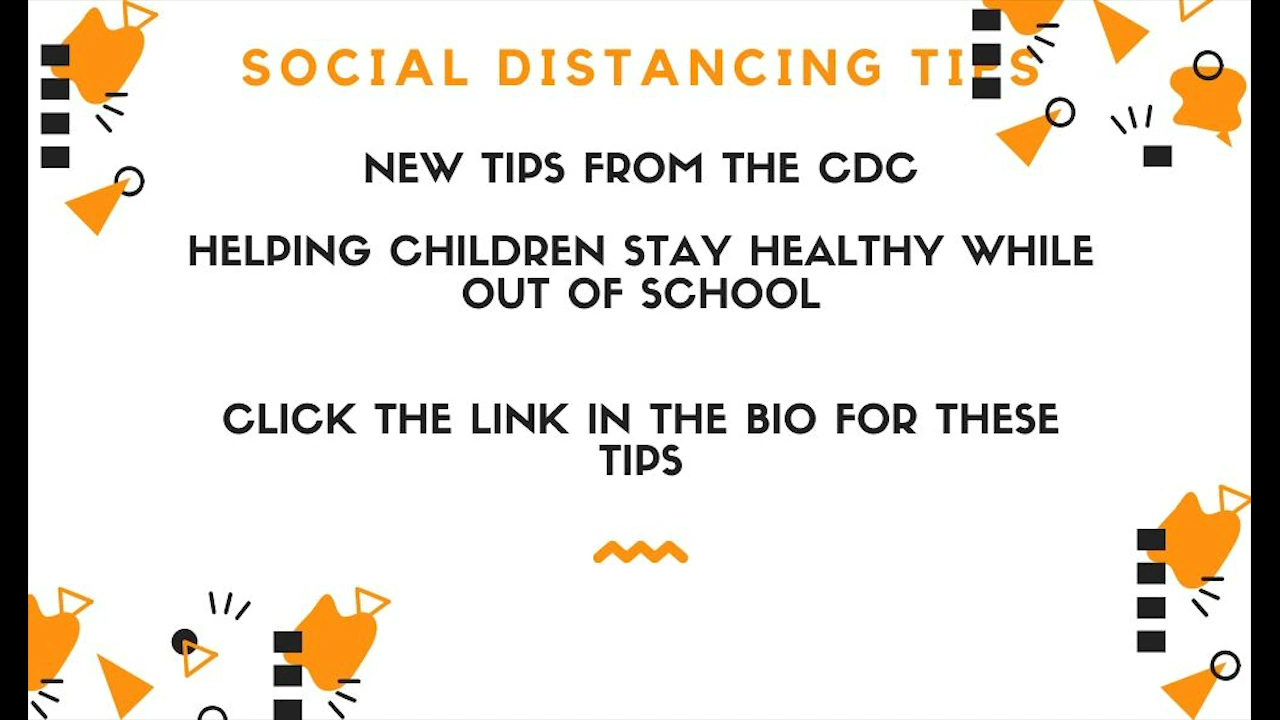 SOCIAL DISTANCING TIPS
NEW TIPS FROM THE CDC
HELPING CHILDREN STAY HEALTHY WHILE
OUT OF SCHOOL
CLICK THE LINK IN THE BIO FOR THESE
TIPS